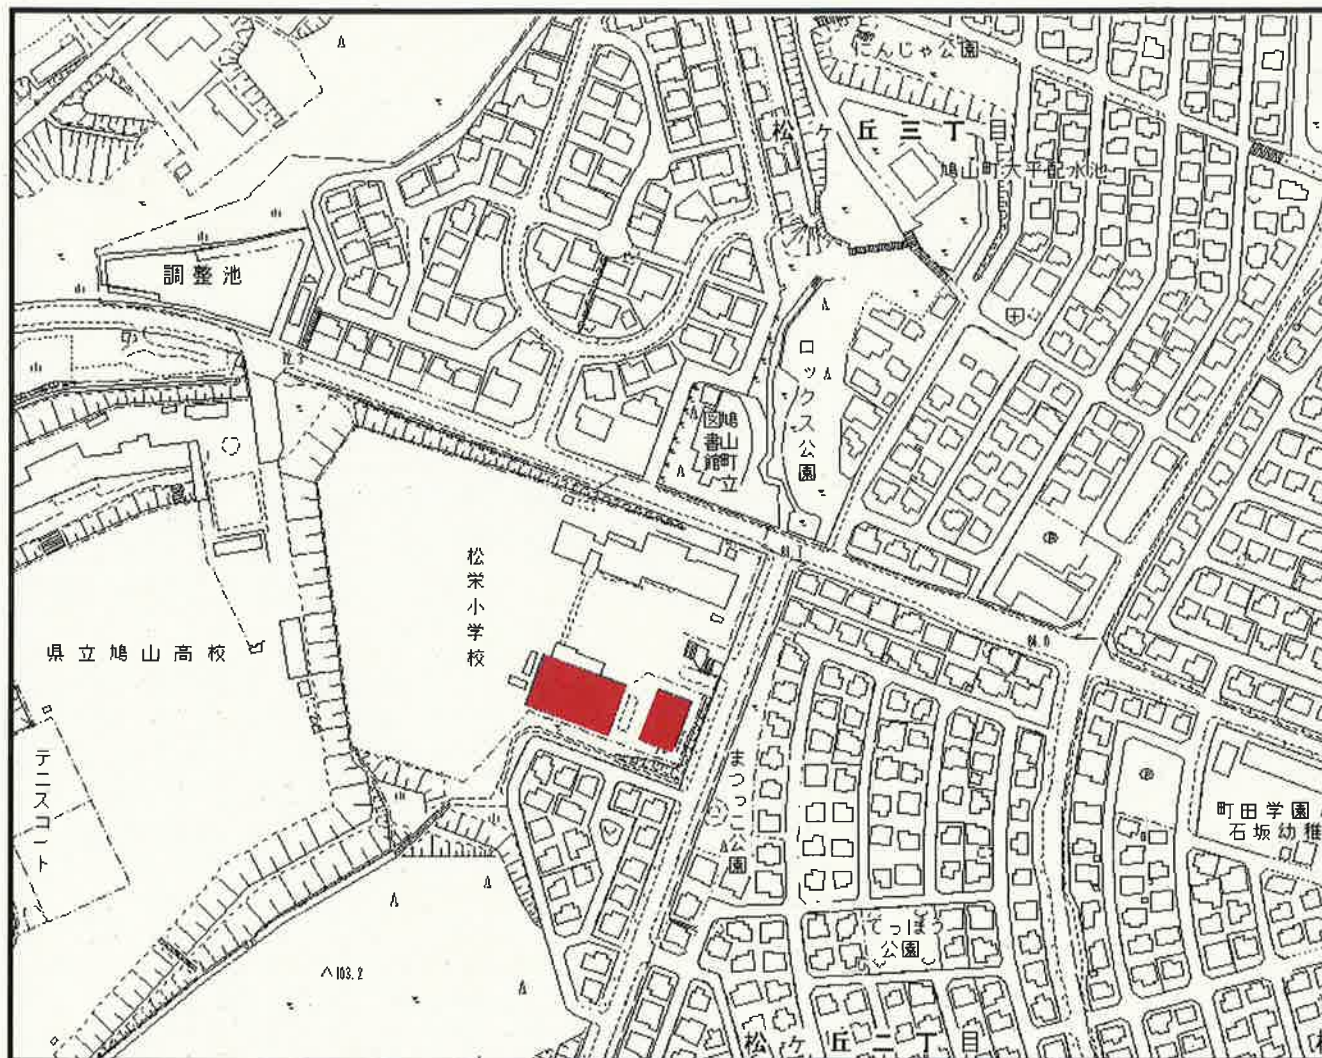 にんじゃ公園
松ヶ丘三丁目
鳩山町大平配水池
調整池
ロックス公園
鳩山町立
図書館
松栄小学校
県立鳩山高校
テニスコート
まつっこ公園
町田学園
石坂幼稚
てっぽう
公園
103.2
松ヶ丘二丁目